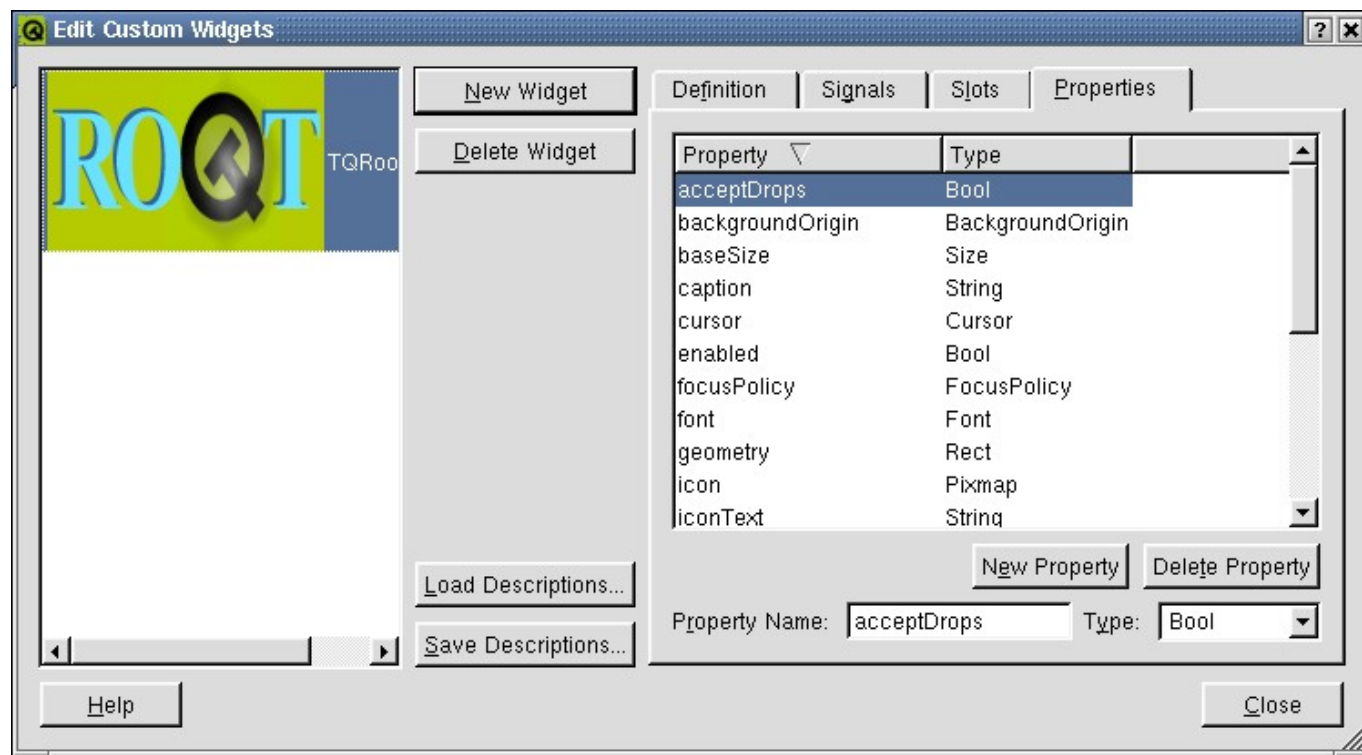 Edit Custom Widgets
ROQT
TQRoo
New Widget
Delete Widget
Load Descriptions...
Save Descriptions...
Definition Signals Slots Properties
Property Type
acceptDrops Bool
backgroundOrigin BackgroundOrigin
baseSize Size
caption String
cursor Cursor
enabled Bool
focusPolicy FocusPolicy
font Font
geometry Rect
icon Pixmap
iconText String
New Property Delete Property
Property Name: acceptDrops Type: Bool
Help Close